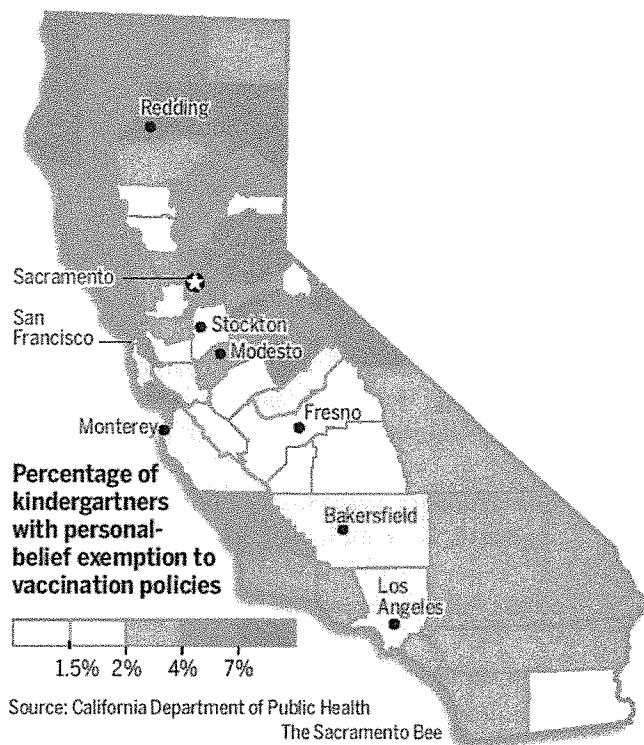 Redding
Sacramento
San
Francisco
Stockton
Modesto
Monterey
Fresno
Percentage of
kindergartners
with personal-
belief exemption to
vaccination policies
Bakersfield
Los
Angeles
1.5% 2% 4% 7%
Source: California Department of Public Health
The Sacramento Bee